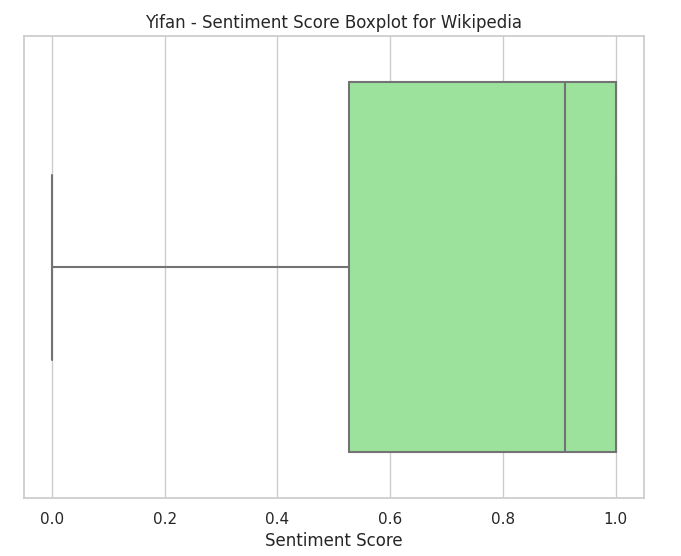 Yifan - Sentiment Score Boxplot for Wikipedia
0.0 0.2 0.4 0.6 0.8 1.0
Sentiment Score